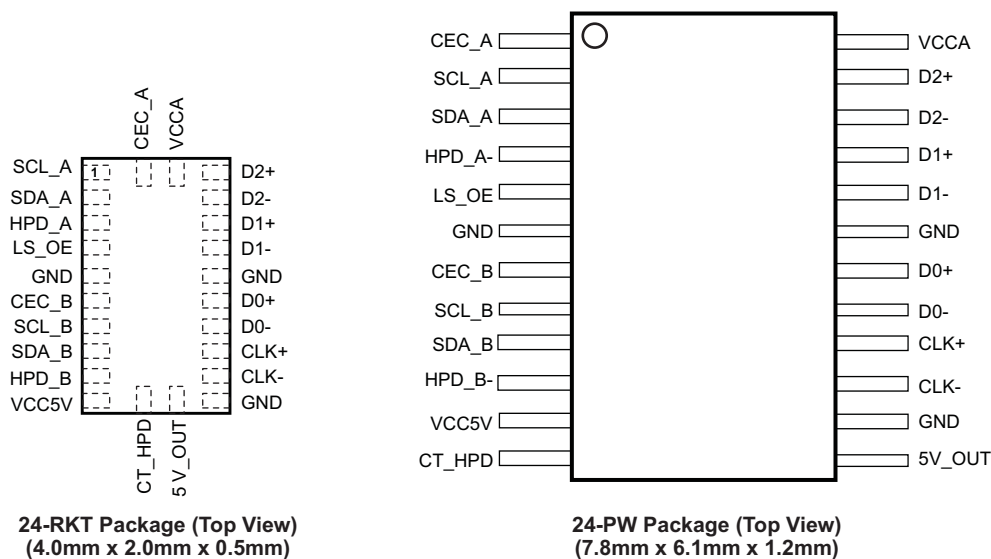 CEC_A
VCCA
SCL_A
1
D2+
SDA_A
D2-
HPD_A
D1+
LS_OE
D1-
GND
GND
CEC_B
D0+
SCL_B
D0-
SDA_B
CLK+
HPD_B
CLK-
VCC5V
GND
CT_HPD
5 V_OUT
24-RKT Package (Top View)
(4.0mm x 2.0mm x 0.5mm)
CEC_A
VCCA
SCL_A
D2+
SDA_A
D2-
HPD_A-
D1+
LS_OE
D1-
GND
GND
CEC_B
D0+
SCL_B
D0-
SDA_B
CLK+
HPD_B-
CLK-
VCC5V
GND
CT_HPD
5V_OUT
24-PW Package (Top View)
(7.8mm x 6.1mm x 1.2mm)